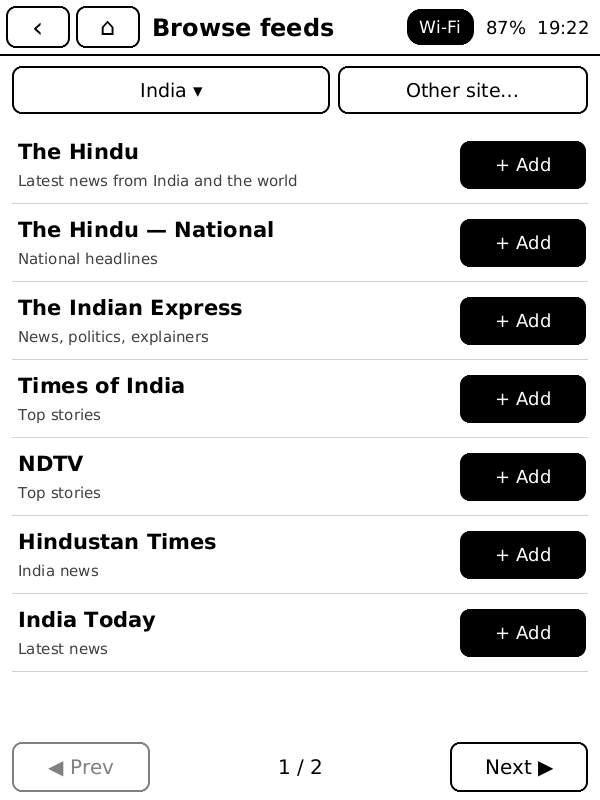 ‹ ⌂ Browse feeds Wi-Fi 87% 19:22
India ▾ Other site...
The Hindu
Latest news from India and the world
+ Add
The Hindu — National
National headlines
+ Add
The Indian Express
News, politics, explainers
+ Add
Times of India
Top stories
+ Add
NDTV
Top stories
+ Add
Hindustan Times
India news
+ Add
India Today
Latest news
+ Add
◀ Prev 1 / 2 Next ▶